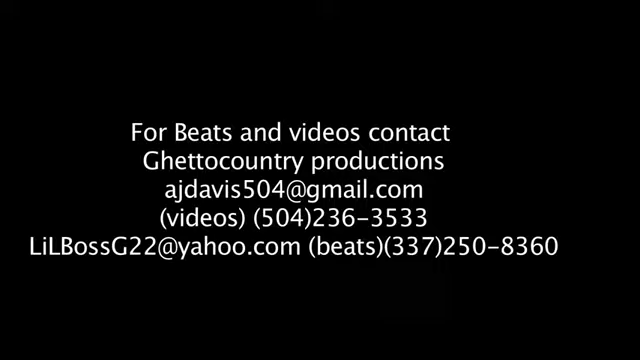 For Beats and videos contact
Ghettocountry productions
ajdavis504@gmail.com
(videos) (504)236-3533
LiLBossG22@yahoo.com (beats)(337)250-8360